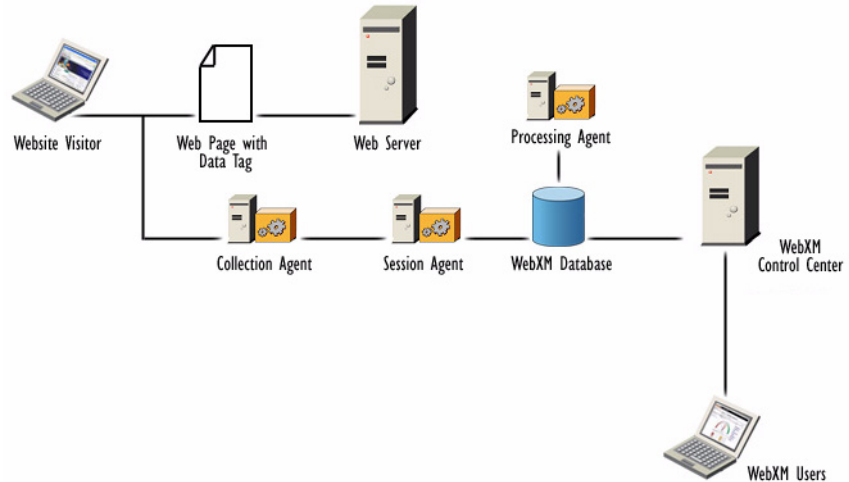 Website Visitor
Web Page with
Data Tag
Web Server
Processing Agent
Collection Agent
Session Agent
WebXM Database
WebXM
Control Center
WebXM Users